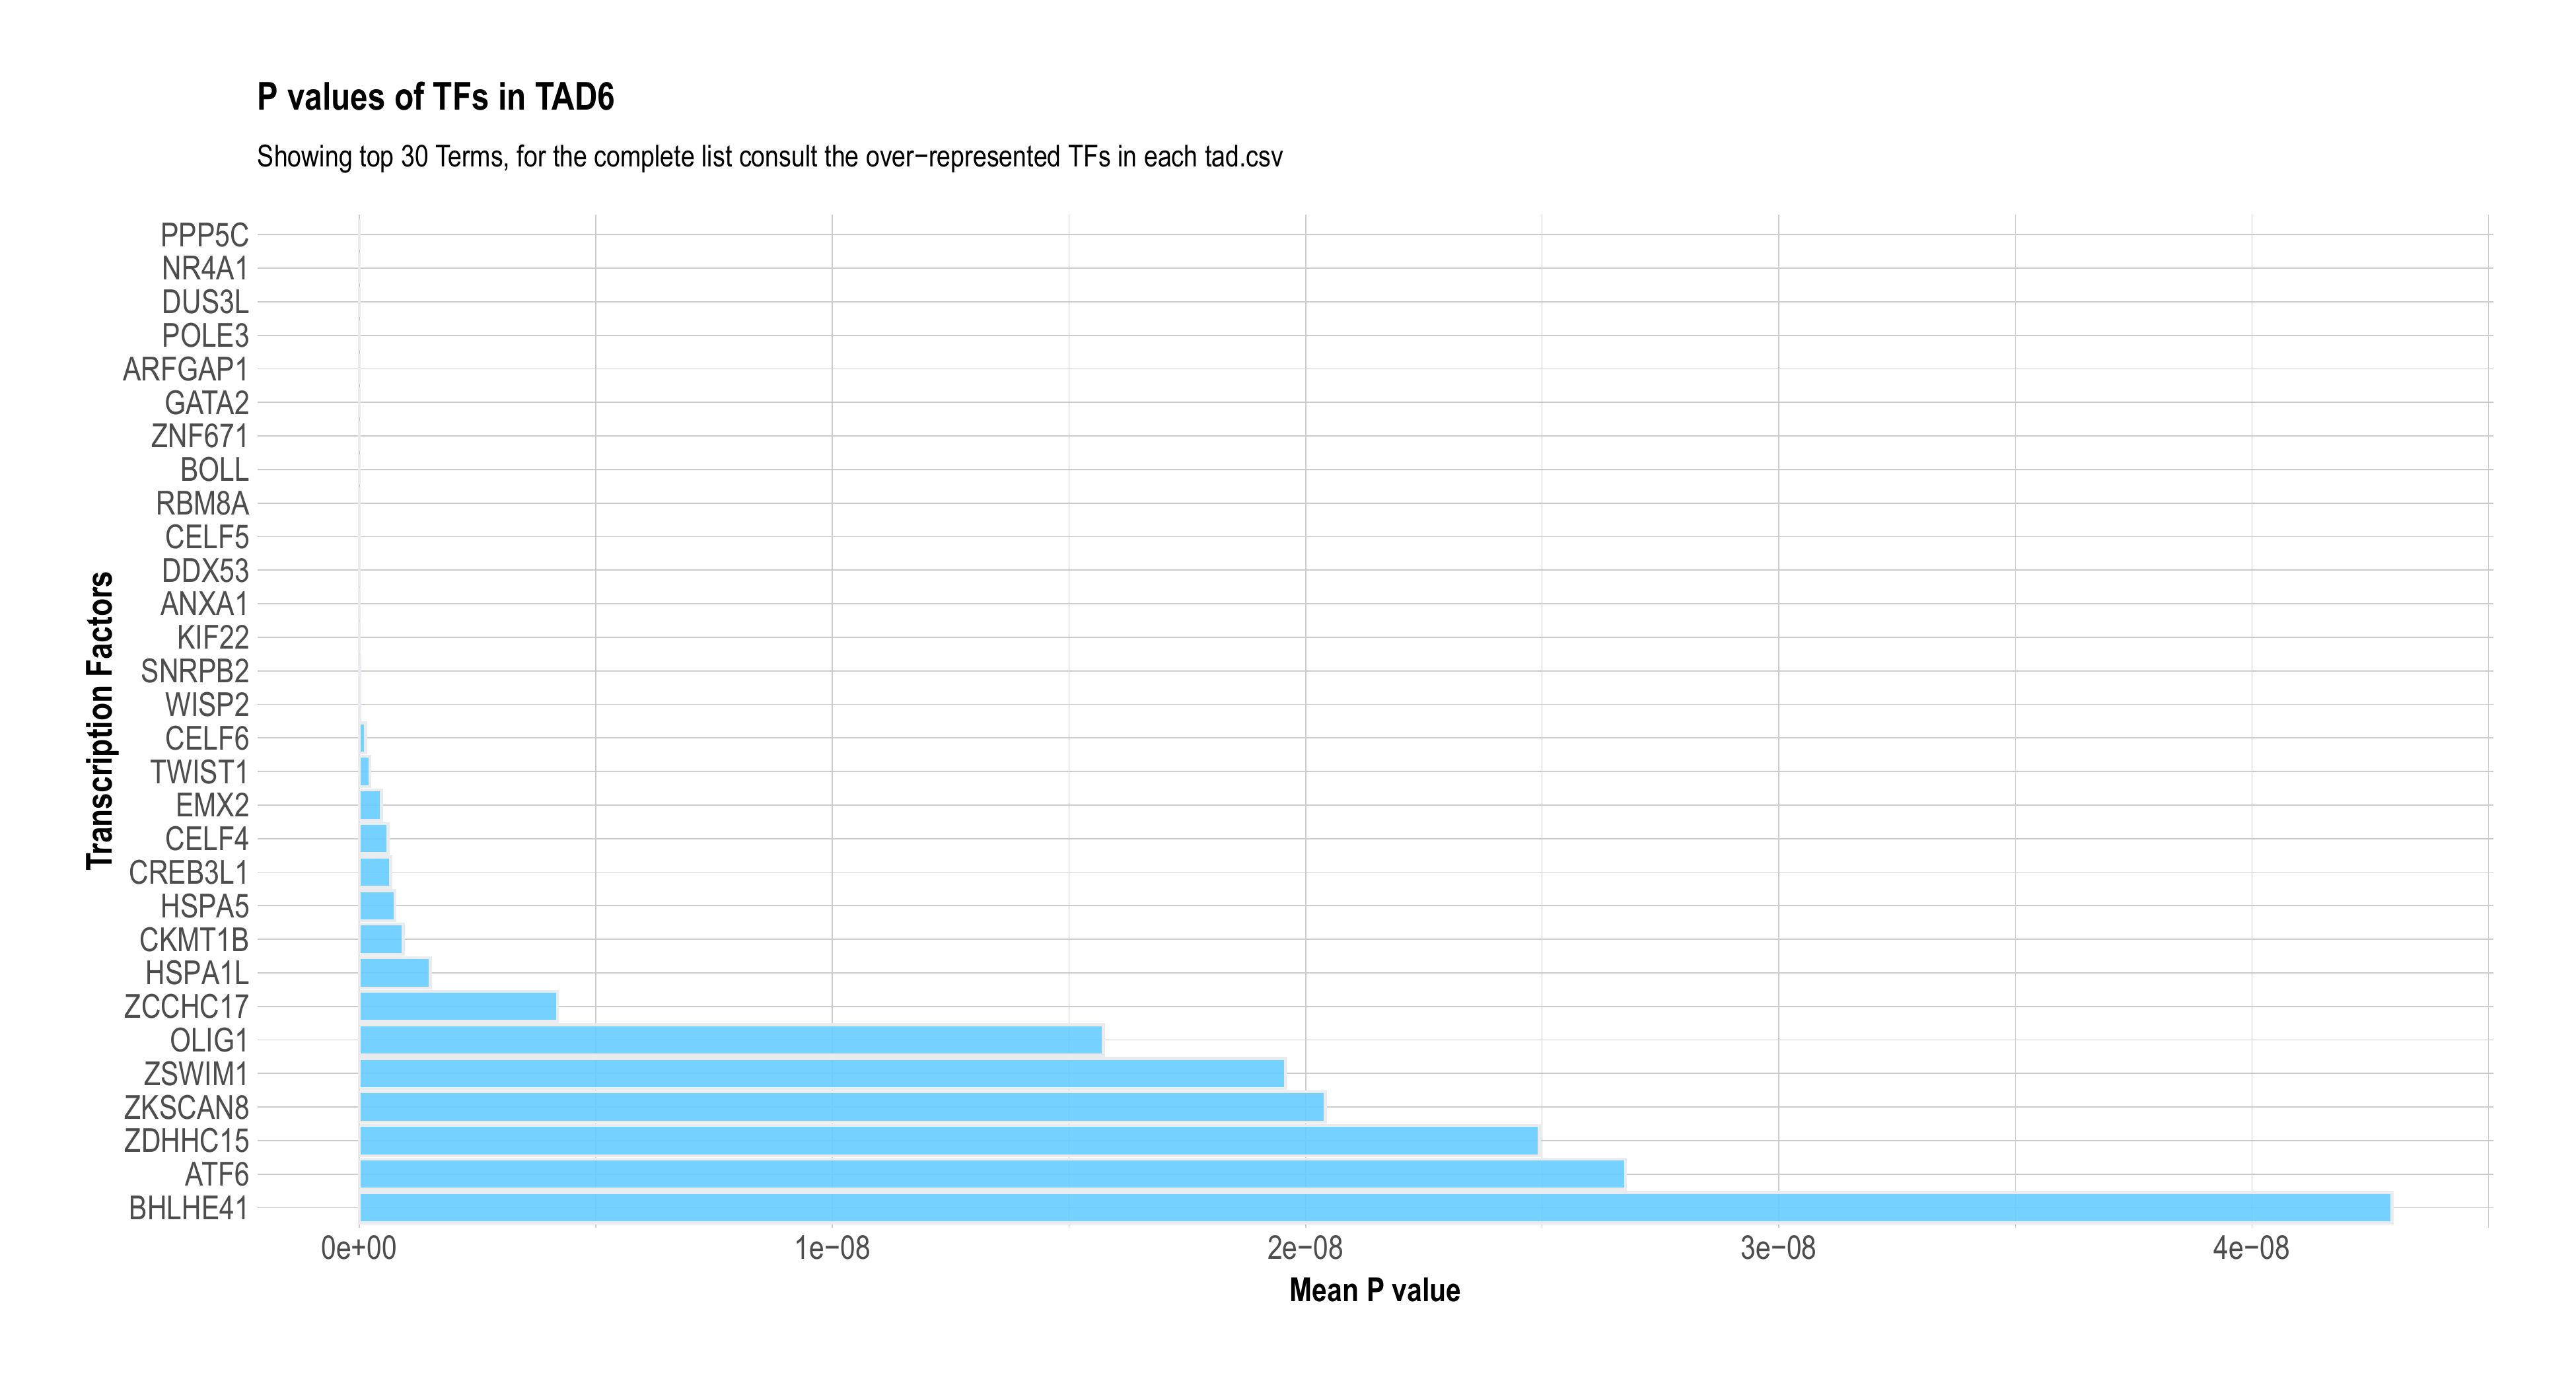 P values of TFs in TAD6
Showing top 30 Terms, for the complete list consult the over−represented TFs in each tad.csv
Transcription Factors
PPP5C
NR4A1
DUS3L
POLE3
ARFGAP1
GATA2
ZNF671
BOLL
RBM8A
CELF5
DDX53
ANXA1
KIF22
SNRPB2
WISP2
CELF6
TWIST1
EMX2
CELF4
CREB3L1
HSPA5
CKMT1B
HSPA1L
ZCCHC17
OLIG1
ZSWIM1
ZKSCAN8
ZDHHC15
ATF6
BHLHE41
0e+00 1e−08 2e−08 3e−08 4e−08
Mean P value